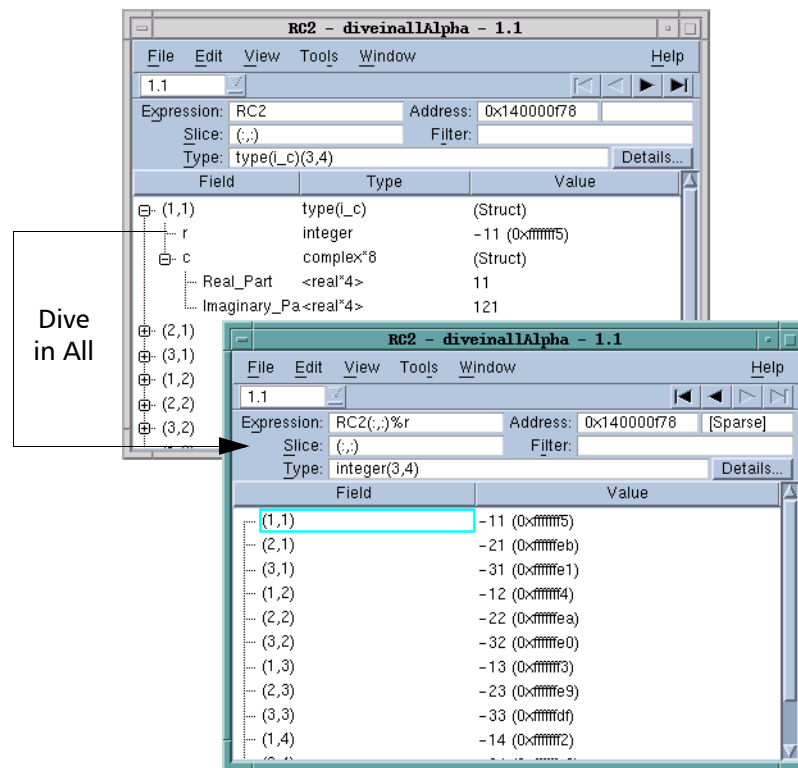 RC2 - diveinallAlpha - 1.1
File Edit View Tools Window Help
1.1
Expression: RC2 Address: 0x140000f78
Slice: (:,:) Filter:
Type: type(i_c)(3,4) Details...
Field Type Value
(1,1) type(i_c) (Struct)
r integer -11 (0xfffffff5)
c complex*8 (Struct)
Real_Part <real*4> 11
Imaginary_Pa <real*4> 121
(2,1)
(3,1)
(1,2)
(2,2)
(3,2)
Dive
in All
RC2 - diveinallAlpha - 1.1
File Edit View Tools Window Help
1.1
Expression: RC2(:,:)%r Address: 0x140000f78 [Sparse]
Slice: (:,:) Filter:
Type: integer(3,4) Details...
Field Value
(1,1) -11 (0xfffffff5)
(2,1) -21 (0xffffffeb)
(3,1) -31 (0xffffffe1)
(1,2) -12 (0xfffffff4)
(2,2) -22 (0xffffffea)
(3,2) -32 (0xffffffe0)
(1,3) -13 (0xfffffff3)
(2,3) -23 (0xffffffe9)
(3,3) -33 (0xffffffdf)
(1,4) -14 (0xfffffff2)